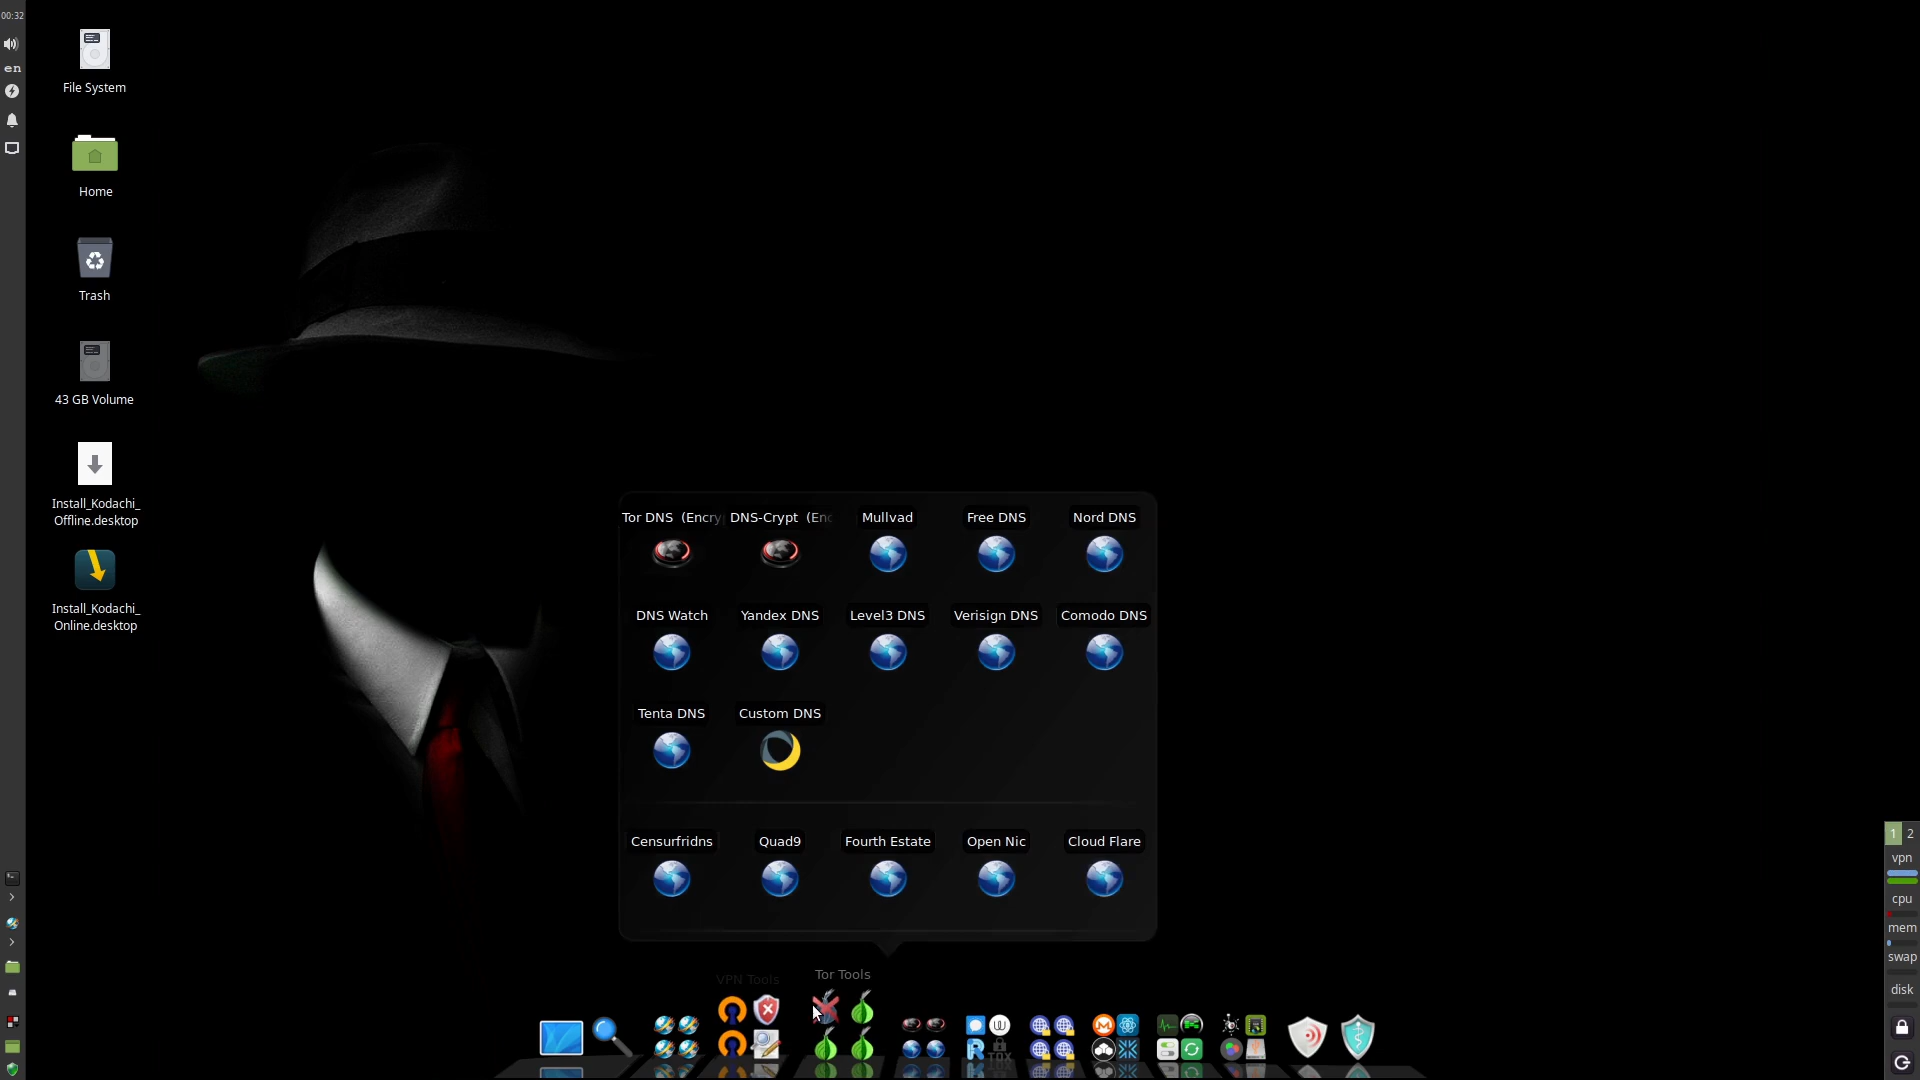 00:32
en
File System
Home
Trash
43 GB Volume
Install_Kodachi_
Offline.desktop
Install_Kodachi_
Online.desktop
Tor DNS (Encry
DNS-Crypt (Enc
Mullvad
Free DNS
Nord DNS
DNS Watch
Yandex DNS
Level3 DNS
Verisign DNS
Comodo DNS
Tenta DNS
Custom DNS
Censurfridns
Quad9
Fourth Estate
Open Nic
Cloud Flare
VPN Tools
Tor Tools
TOX
1 2
vpn
cpu
mem
swap
disk